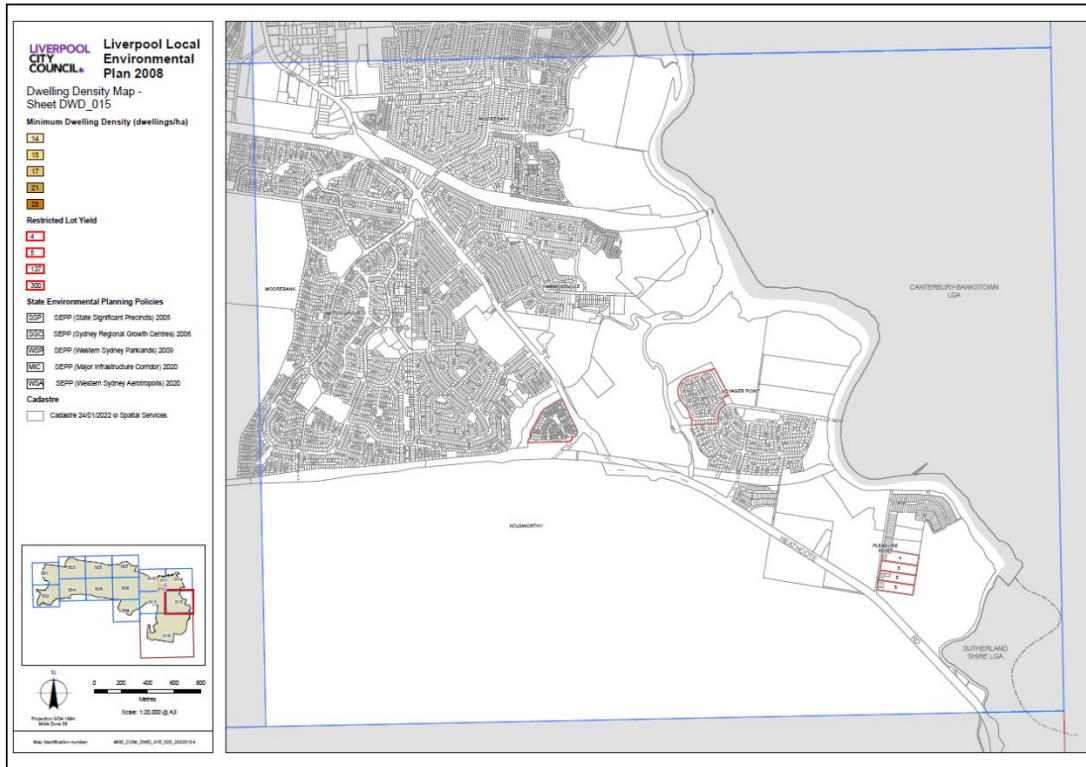 LIVERPOOL
CITY
COUNCIL
Liverpool Local
Environmental
Plan 2008
Dwelling Density Map -
Sheet DWD_015
Minimum Dwelling Density (dwellings/ha)
14
15
17
21
28
Restricted Lot Yield
4
5
137
300
State Environmental Planning Policies
SSP SEPP (State Significant Precincts) 2005
SGC SEPP (Sydney Regional Growth Centres) 2006
WSP SEPP (Western Sydney Parklands) 2009
MIC SEPP (Major Infrastructure Corridor) 2020
WSA SEPP (Western Sydney Aerotropolis) 2020
Cadastre
Cadastre 24/01/2022 © Spatial Services
N
0 200 400 600 800
Metres
Scale: 1:20,000 @ A3
Projection GDA 1994
MGA Zone 56
Map identification number:
MOOREBANK
MOOREBANK
HAMMONDVILLE
CANTERBURY-BANKSTOWN
LGA
VOYAGER POINT
HOLSWORTHY
HEATHCOTE
RD
PLEASURE
POINT
4
5
5
5
SUTHERLAND
SHIRE LGA